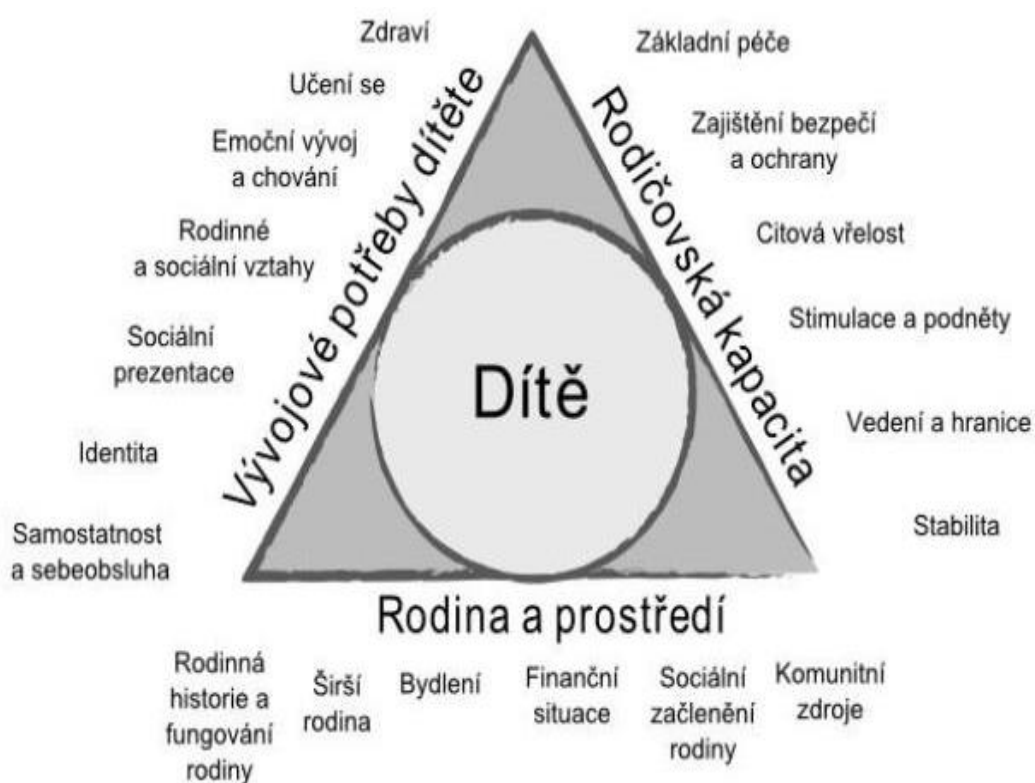 Zdraví
Učení se
Emoční vývoj
a chování
Rodinné
a sociální vztahy
Sociální
prezentace
Identita
Samostatnost
a sebeobsluha
Vývojové potřeby dítěte
Dítě
Rodičovská kapacita
Základní péče
Zajištění bezpečí
a ochrany
Citová vřelost
Stimulace a podněty
Vedení a hranice
Stabilita
Rodina a prostředí
Rodinná
historie a
fungování
rodiny
Širší
rodina
Bydlení
Finanční
situace
Sociální
začlenění
rodiny
Komunitní
zdroje